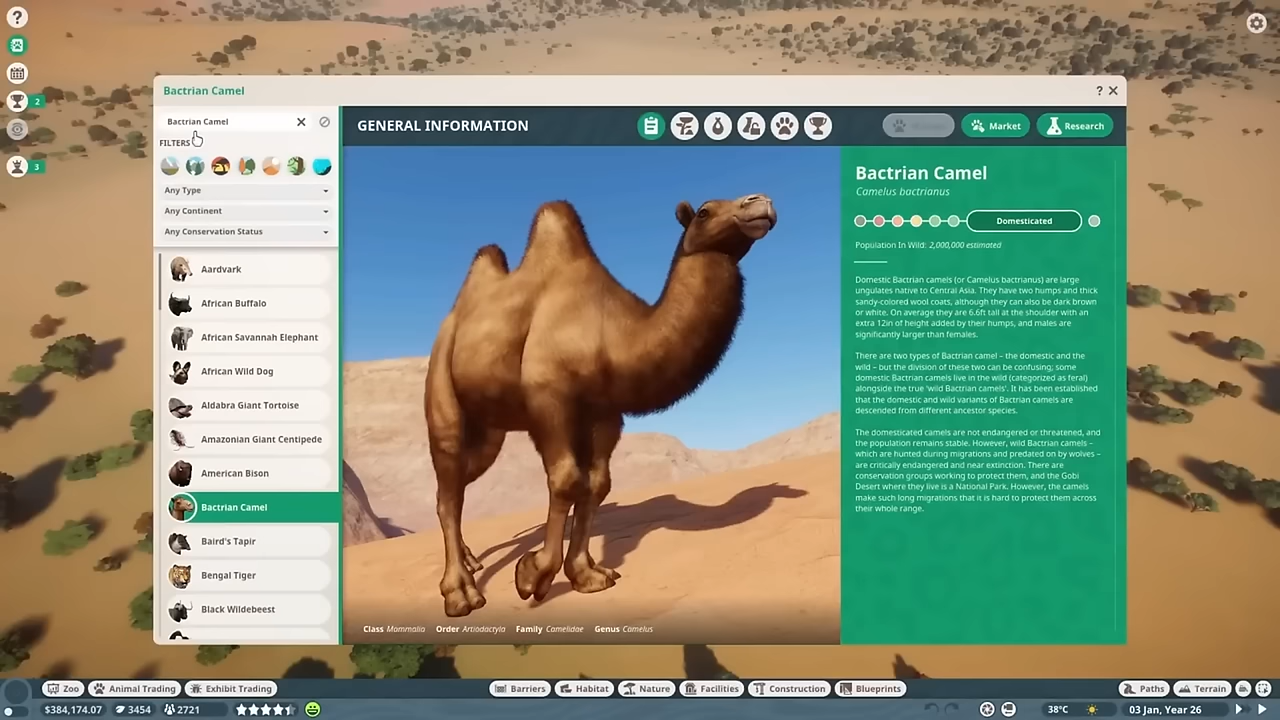 ?
Bactrian Camel
? ×
Bactrian Camel
FILTERS
Any Type
Any Continent
Any Conservation Status
2
3
Aardvark
African Buffalo
African Savannah Elephant
African Wild Dog
Aldabra Giant Tortoise
Amazonian Giant Centipede
American Bison
Bactrian Camel
Baird's Tapir
Bengal Tiger
Black Wildebeest
GENERAL INFORMATION
Market
Research
Class Mammalia Order Artiodactyla Family Camelidae Genus Camelus
Bactrian Camel
Camelus bactrianus
Domesticated
Population In Wild: 2,000,000 estimated
Domestic Bactrian camels (or Camelus bactrianus) are large
ungulates native to Central Asia. They have two humps and thick
sandy-colored wool coats, although they can also be dark brown
or white. On average they are 6.6ft tall at the shoulder with an
extra 12in of height added by their humps, and males are
significantly larger than females.
There are two types of Bactrian camel – the domestic and the
wild – but the division of these two can be confusing; some
domestic Bactrian camels live in the wild (categorized as feral)
alongside the true 'wild Bactrian camels'. It has been established
that the domestic and wild variants of Bactrian camels are
descended from different ancestor species.
The domesticated camels are not endangered or threatened, and
the population remains stable. However, wild Bactrian camels –
which are hunted during migrations and predated on by wolves –
are critically endangered and near extinction. There are
conservation groups working to protect them, and the Gobi
Desert where they live is a National Park. However, the camels
make such long migrations that it is hard to protect them across
their whole range.
Zoo Animal Trading Exhibit Trading Barriers Habitat Nature Facilities Construction Blueprints Paths Terrain
$384,174.07 3454 2721 38°C 03 Jan, Year 26